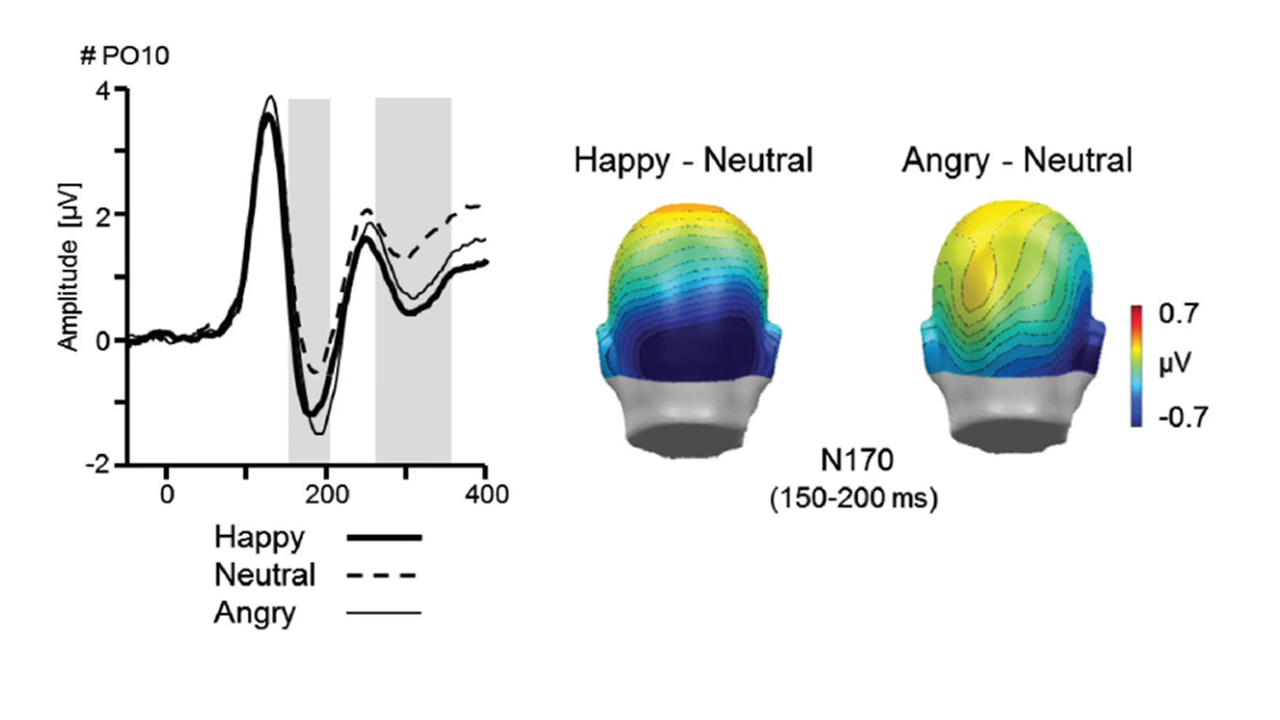 # PO10
Amplitude [µV]
4
2
0
-2
0 200 400
Happy
Neutral
Angry
Happy - Neutral
Angry - Neutral
N170
(150-200 ms)
0.7
µV
-0.7